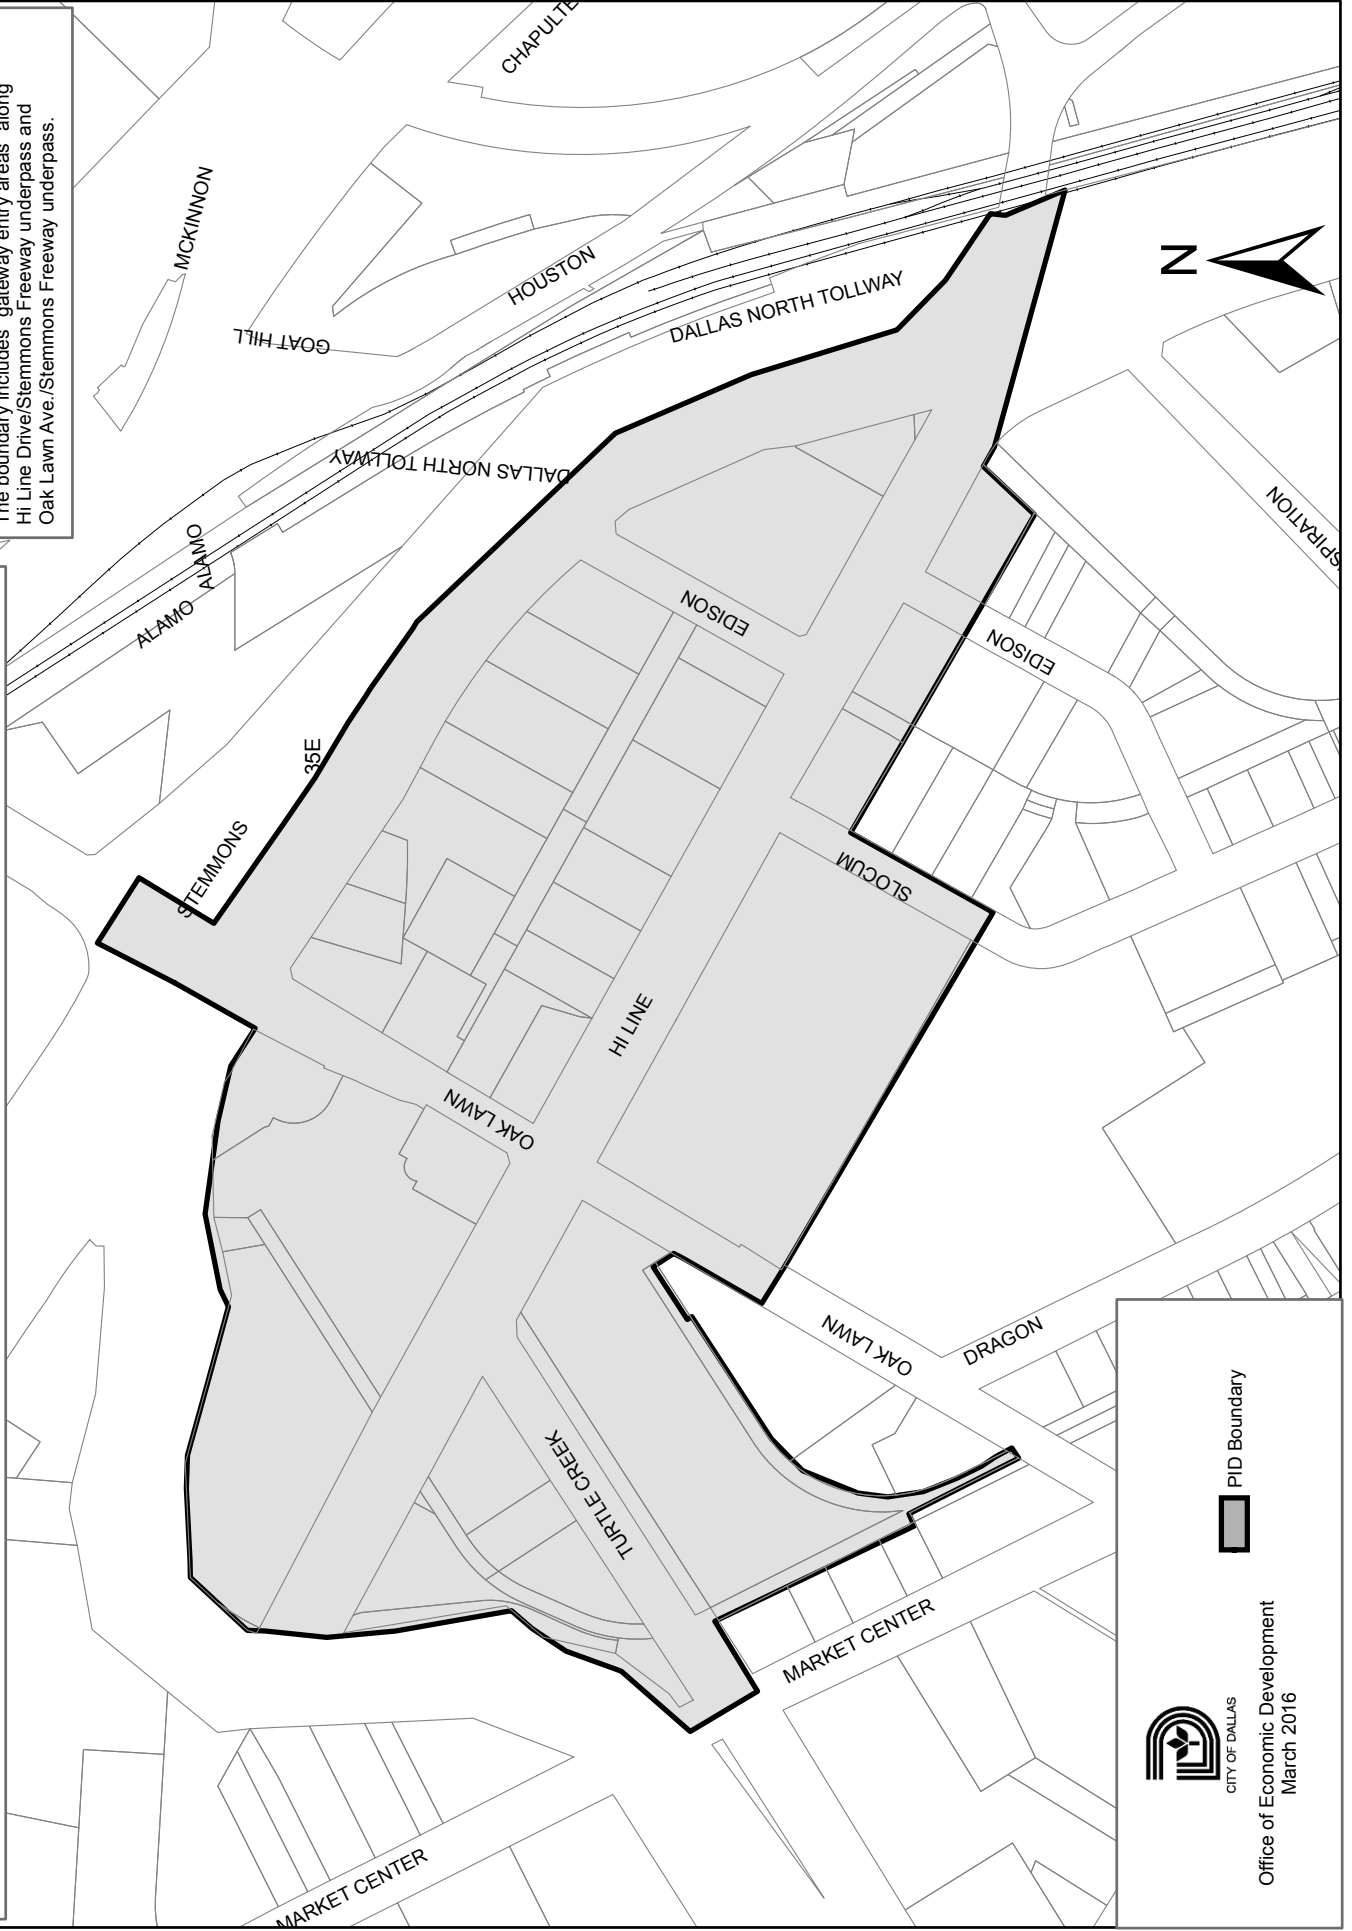 The boundary includes gateway entry areas along
Hi Line Drive/Stemmons Freeway underpass and
Oak Lawn Ave./Stemmons Freeway underpass.
MCKINNON
CHAPULTE
GOAT HILL
HOUSTON
DALLAS NORTH TOLLWAY
DALLAS NORTH TOLLWAY
ALAMO
ALAMO
35E
STEMMONS
EDISON
EDISON
SLOCUM
HI LINE
OAK LAWN
OAK LAWN
TURTLE CREEK
DRAGON
MARKET CENTER
MARKET CENTER
SPIRATION
N
PID Boundary
CITY OF DALLAS
Office of Economic Development
March 2016